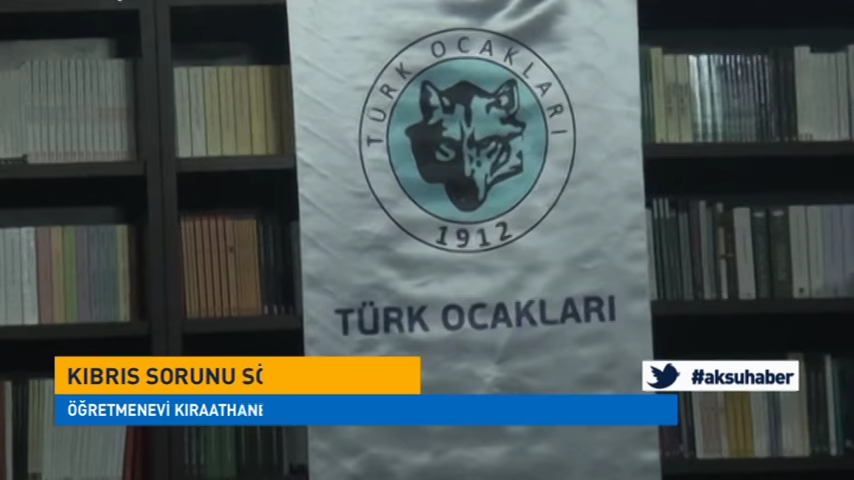 TÜRK OCAKLARI
1912
TÜRK OCAKLARI
KIBRIS SORUNU
#aksuhaber
ÖĞRETMENEVİ